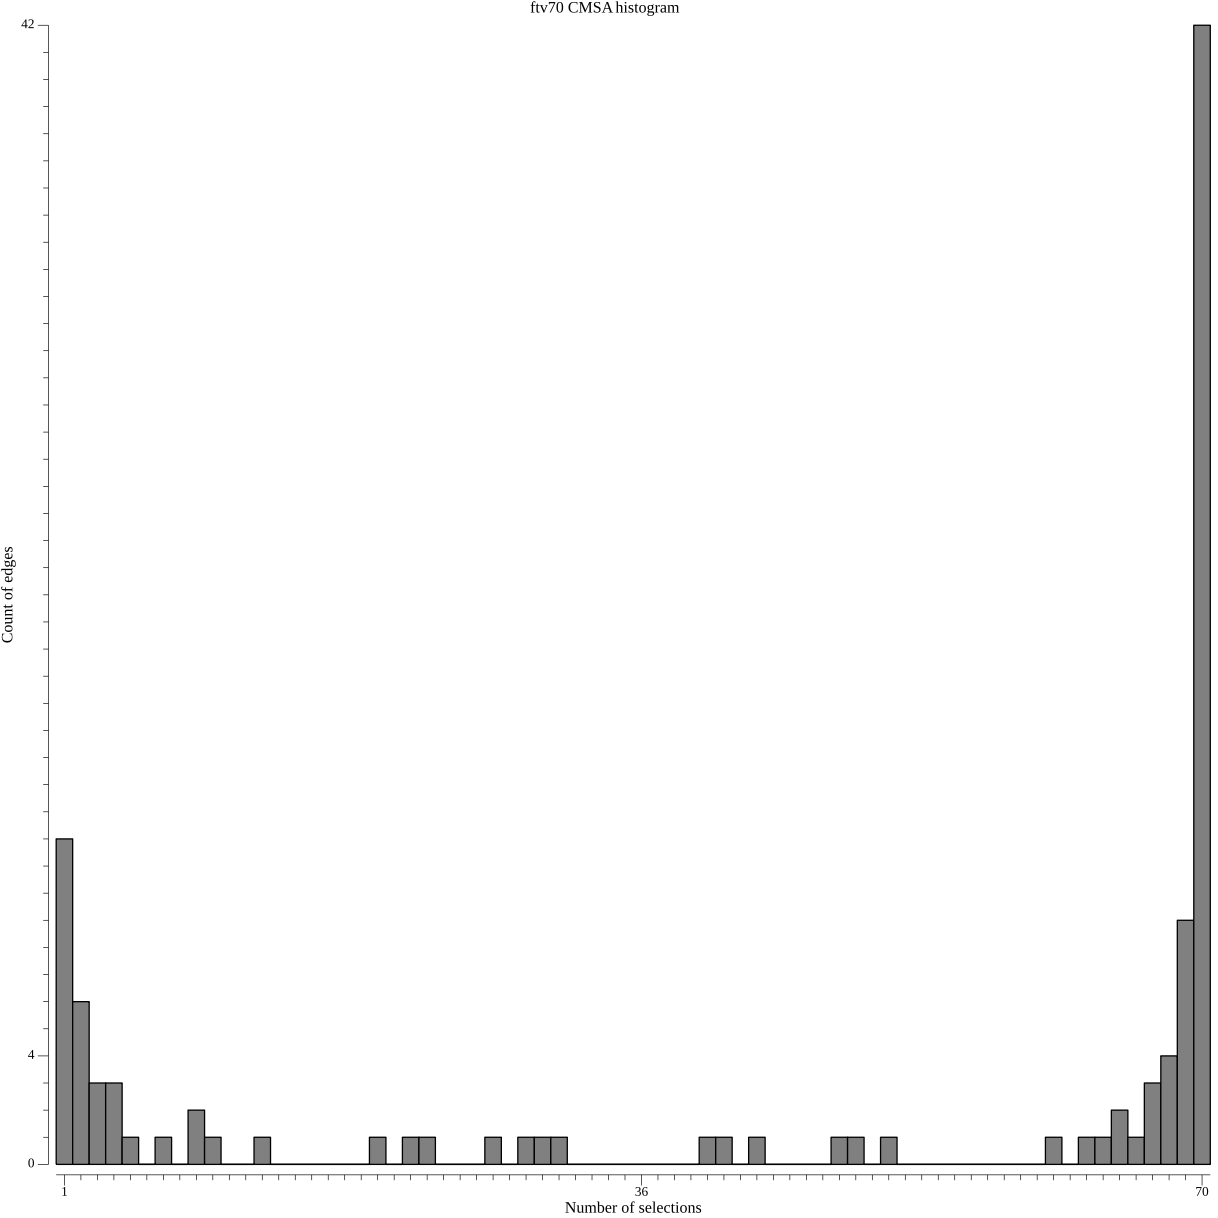 ftv70 CMSA histogram
42
Count of edges
4
0
1 36 70
Number of selections